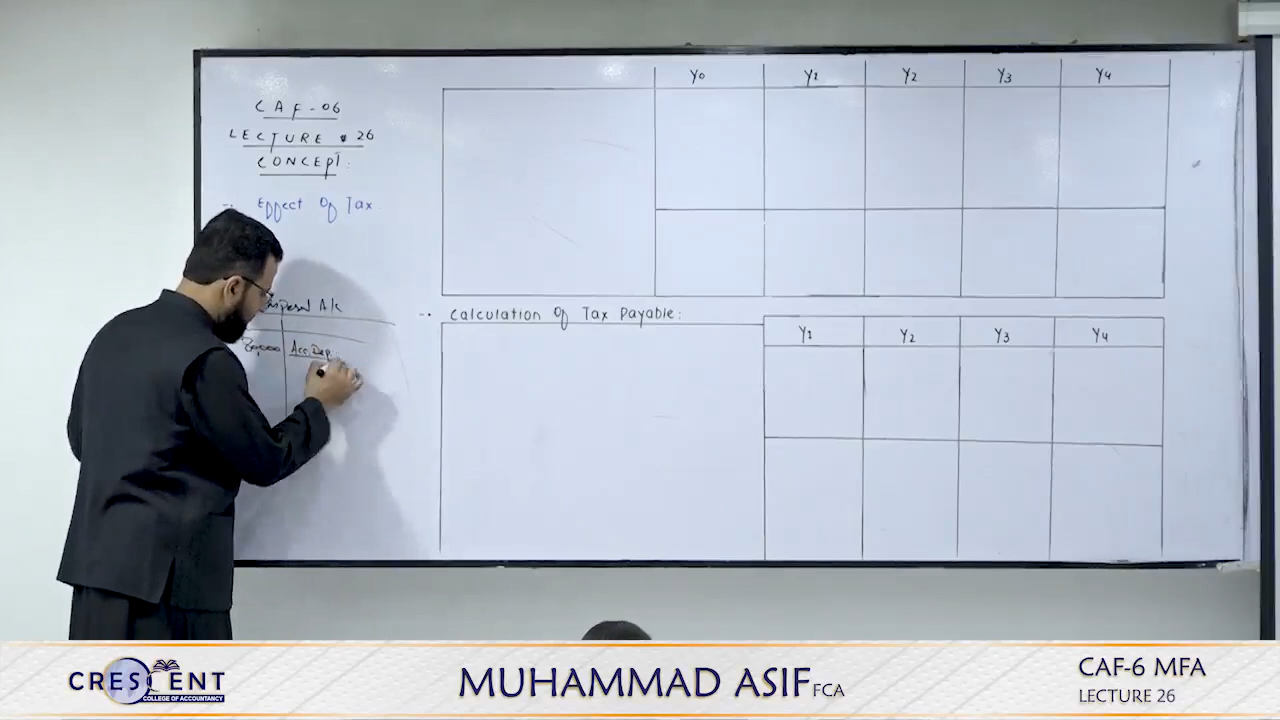 CAF-06
LECTURE # 26
CONCEPT:
Effect Of Tax
A/c
Acc. Dep
Y0 Y1 Y2 Y3 Y4
Calculation Of Tax Payable:
Y1 Y2 Y3 Y4
CRESCENT
COLLEGE OF ACCOUNTANCY
MUHAMMAD ASIF FCA
CAF-6 MFA
LECTURE 26